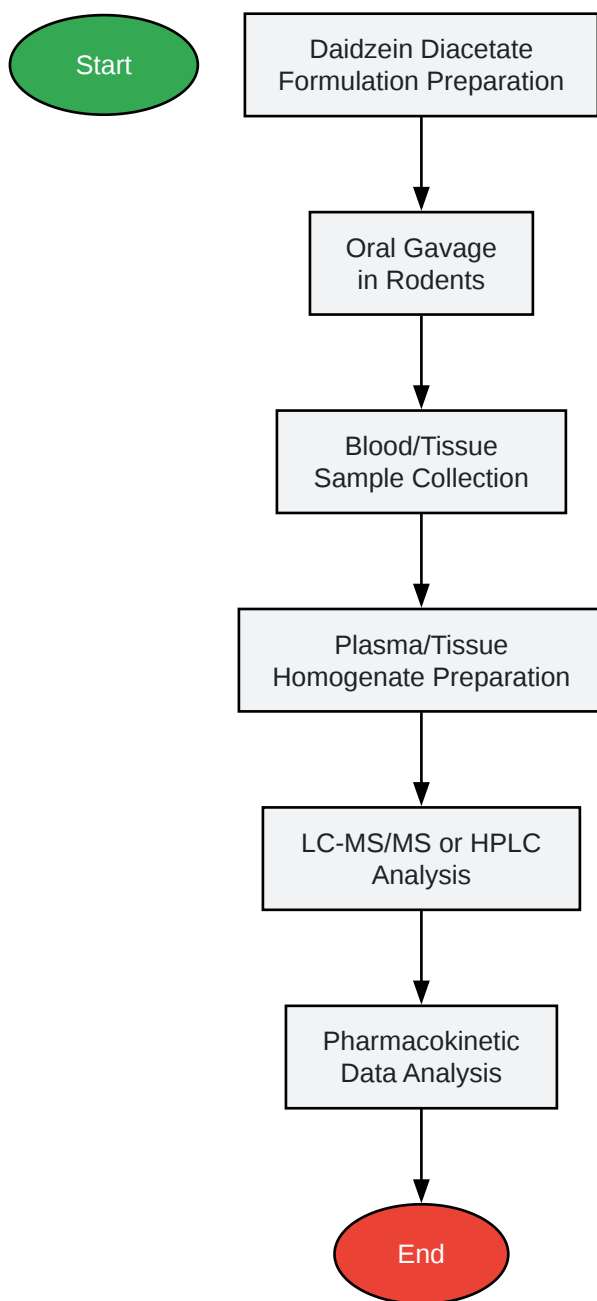 Start
Daidzein Diacetate
Formulation Preparation
Oral Gavage
in Rodents
Blood/Tissue
Sample Collection
Plasma/Tissue
Homogenate Preparation
LC-MS/MS or HPLC
Analysis
Pharmacokinetic
Data Analysis
End